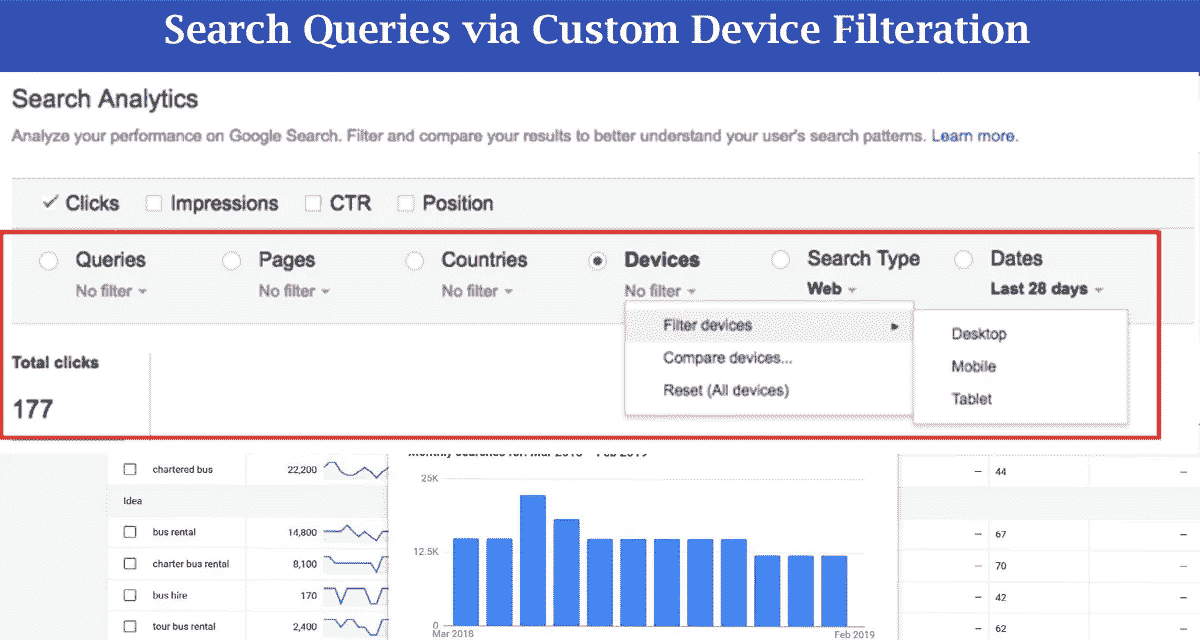 Search Queries via Custom Device Filteration
Search Analytics
Analyze your performance on Google Search. Filter and compare your results to better understand your user's search patterns. Learn more.
Clicks Impressions CTR Position
Queries Pages Countries Devices Search Type Dates
No filter No filter No filter No filter Web Last 28 days
Filter devices
Compare devices...
Reset (All devices)
Desktop
Mobile
Tablet
Total clicks
177
chartered bus 22,200
Idea
bus rental 14,800
charter bus rental 8,100
bus hire 170
tour bus rental 2,400
Monthly Searches for: Mar 2018 – Feb 2019
25K
12.5K
0
Mar 2018 Feb 2019
– 44 –
– 67 –
– 70 –
– 42 –
– 62 –